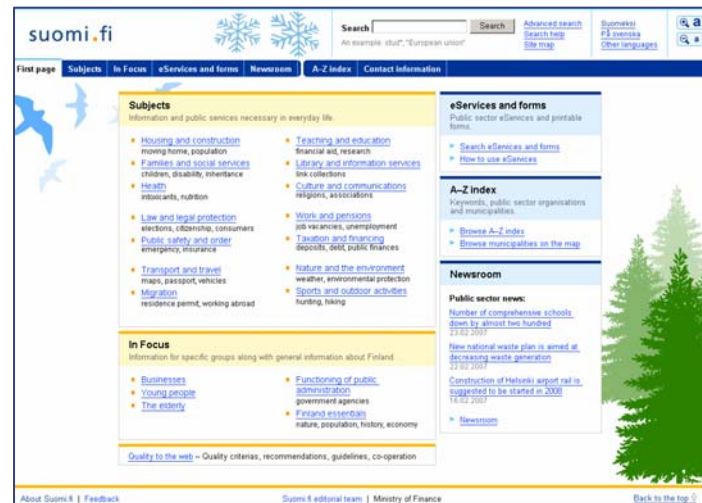 suomi.fi
Search
Search
An example: stud*, "European union"
Advanced search
Search help
Site map
Suomeksi
På svenska
Other languages
a
a
First page
Subjects
In Focus
eServices and forms
Newsroom
A–Z index
Contact information
Subjects
Information and public services necessary in everyday life.
Housing and construction
moving home, population
Families and social services
children, disability, inheritance
Health
intoxicants, nutrition
Law and legal protection
elections, citizenship, consumers
Public safety and order
emergency, insurance
Transport and travel
maps, passport, vehicles
Migration
residence permit, working abroad
Teaching and education
financial aid, research
Library and information services
link collections
Culture and communications
religions, associations
Work and pensions
job vacancies, unemployment
Taxation and financing
deposits, debt, public finances
Nature and the environment
weather, environmental protection
Sports and outdoor activities
hunting, hiking
In Focus
Information for specific groups along with general information about Finland
Businesses
Young people
The elderly
Functioning of public
administration
government agencies
Finland essentials
nature, population, history, economy
Quality to the web – Quality criterias, recommendations, guidelines, co-operation
eServices and forms
Public sector eServices and printable
forms.
Search eServices and forms
How to use eServices
A–Z index
Keywords, public sector organisations
and municipalities.
Browse A–Z index
Browse municipalities on the map
Newsroom
Public sector news:
Number of comprehensive schools
down by almost two hundred
23.02.2007
New national waste plan is aimed at
decreasing waste generation
22.02.2007
Construction of Helsinki airport rail is
suggested to be started in 2008
16.02.2007
Newsroom
About Suomi.fi | Feedback
Suomi.fi editorial team | Ministry of Finance
Back to the top